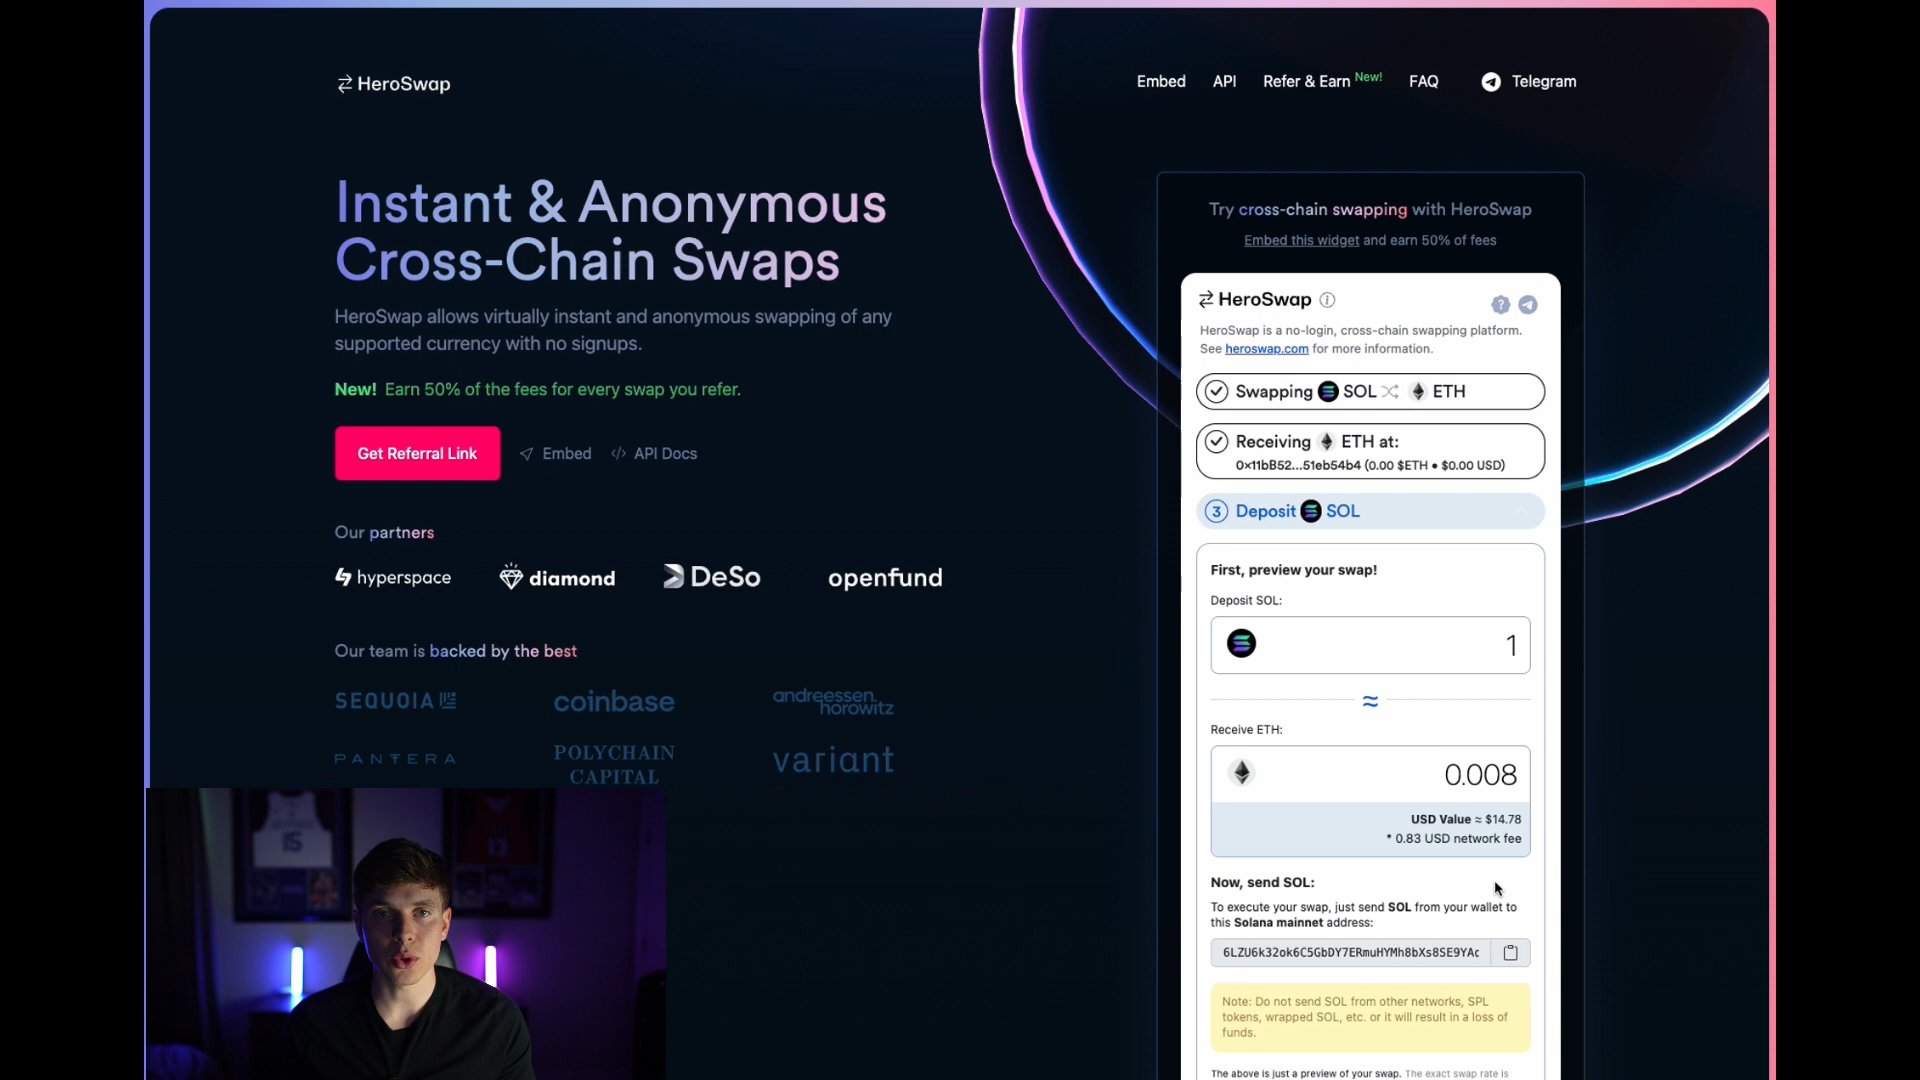 HeroSwap
Embed API Refer & Earn New! FAQ Telegram
Instant & Anonymous
Cross-Chain Swaps
HeroSwap allows virtually instant and anonymous swapping of any
supported currency with no signups.
New! Earn 50% of the fees for every swap you refer.
Get Referral Link Embed API Docs
Our partners
hyperspace diamond DeSo openfund
Our team is backed by the best
SEQUOIA coinbase andreessen. horowitz
PANTERA POLYCHAIN CAPITAL variant
15
13
Try cross-chain swapping with HeroSwap
Embed this widget and earn 50% of fees
HeroSwap
HeroSwap is a no-login, cross-chain swapping platform.
See heroswap.com for more information.
Swapping SOL ETH
Receiving ETH at:
0x11bB52...51eb54b4 (0.00 $ETH • $0.00 USD)
3 Deposit SOL
First, preview your swap!
Deposit SOL:
1
≈
Receive ETH:
0.008
USD Value ≈ $14.78
* 0.83 USD network fee
Now, send SOL:
To execute your swap, just send SOL from your wallet to
this Solana mainnet address:
6LZU6k32ok6C5GbDY7ERmuHYMh8bXs8SE9YAc
Note: Do not send SOL from other networks, SPL
tokens, wrapped SOL, etc. or it will result in a loss of
funds.
The above is just a preview of your swap. The exact swap rate is